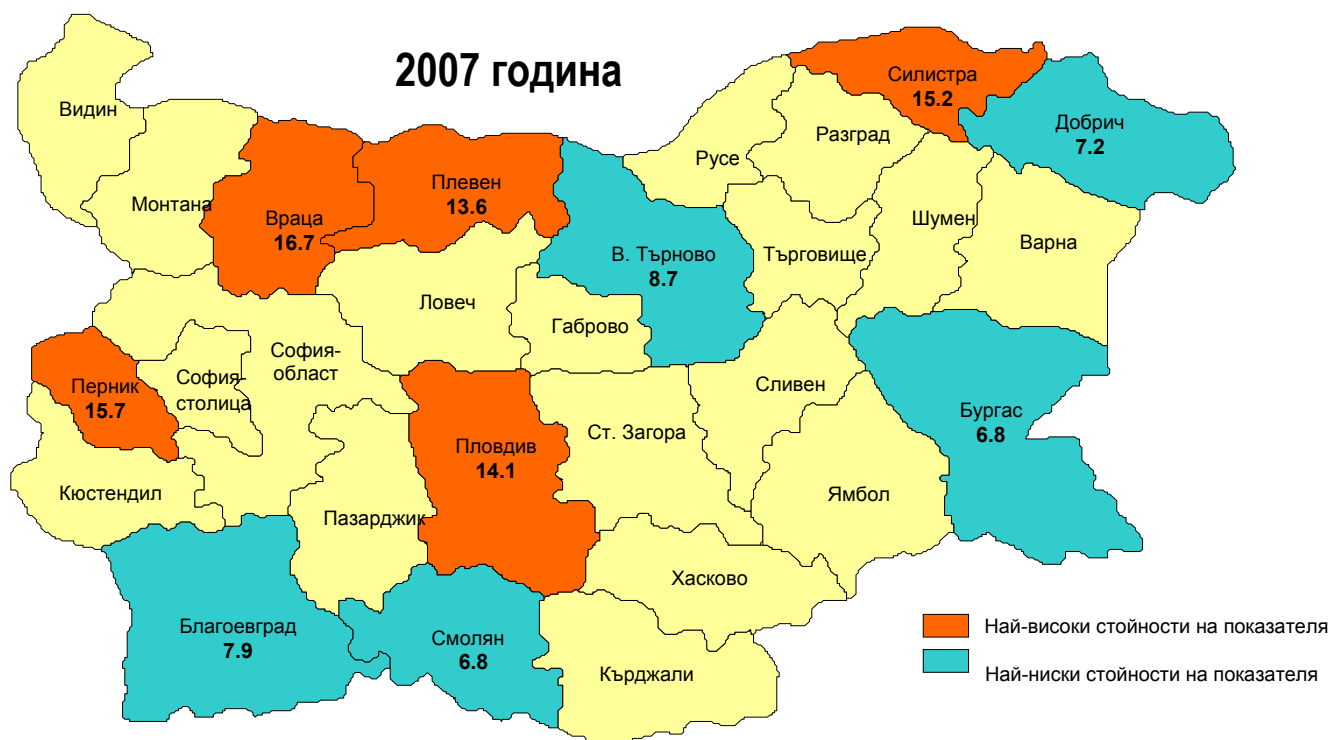 2007 година
Видин
Монтана
Враца
16.7
Плевен
13.6
В. Търново
8.7
Русе
Разград
Силистра
15.2
Добрич
7.2
Шумен
Варна
Търговище
Ловеч
Габрово
София-
област
София-
столица
Перник
15.7
Кюстендил
Пазарджик
Пловдив
14.1
Ст. Загора
Сливен
Бургас
6.8
Ямбол
Хасково
Благоевград
7.9
Смолян
6.8
Кърджали
Най-високи стойности на показателя
Най-ниски стойности на показателя